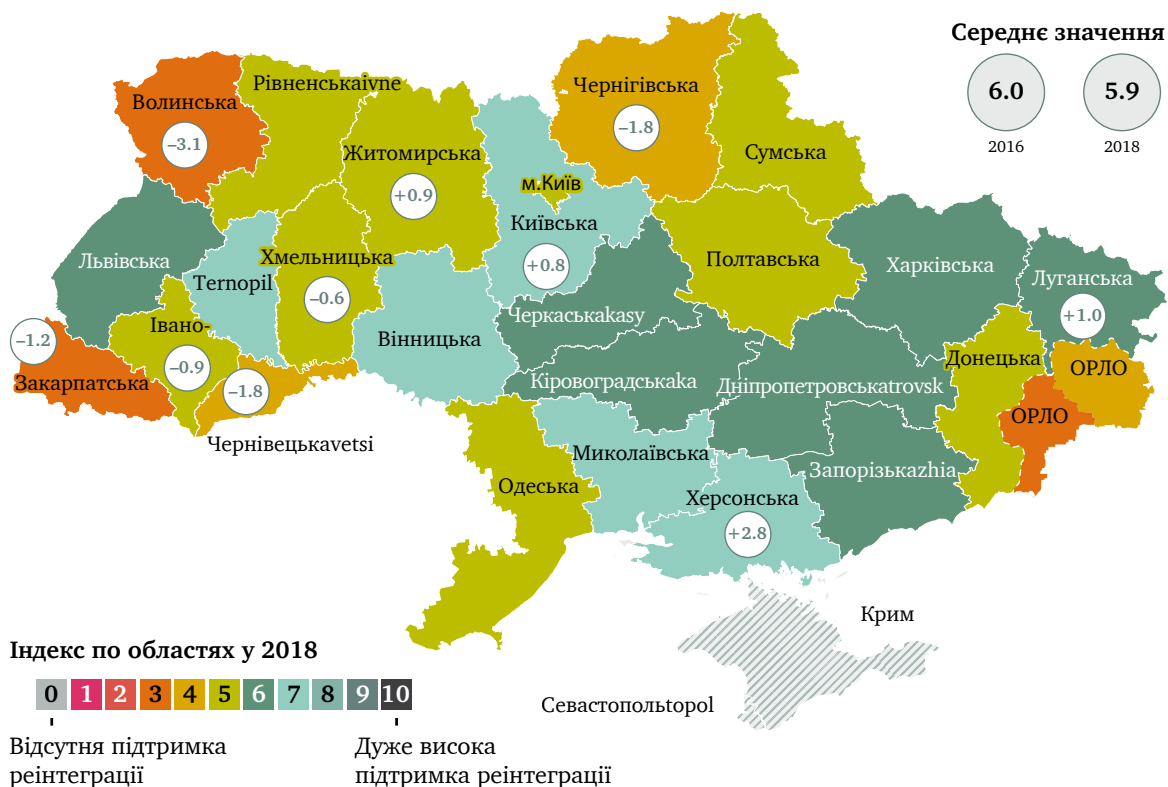 Середнє значення
6.0
5.9
2016
2018
Волинська
−3.1
Рівненськаivne
Чернігівська
−1.8
Житомирська
+0.9
Сумська
м.Київ
Київська
+0.8
Львівська
Ternopil
Хмельницька
−0.6
Полтавська
Харківська
Луганська
+1.0
Черкаськаkasy
Вінницька
Івано-
−0.9
−1.2
Закарпатська
−1.8
Чернівецькаvetsi
Кіровоградськаka
Дніпропетровськаtrovsk
Донецька
ОРЛО
ОРЛО
Миколаївська
Запорізькаzhia
Одеська
Херсонська
+2.8
Крим
Севастопольtopol
Індекс по областях у 2018
0 1 2 3 4 5 6 7 8 9 10
Відсутня підтримка
реінтеграції
Дуже висока
підтримка реінтеграції